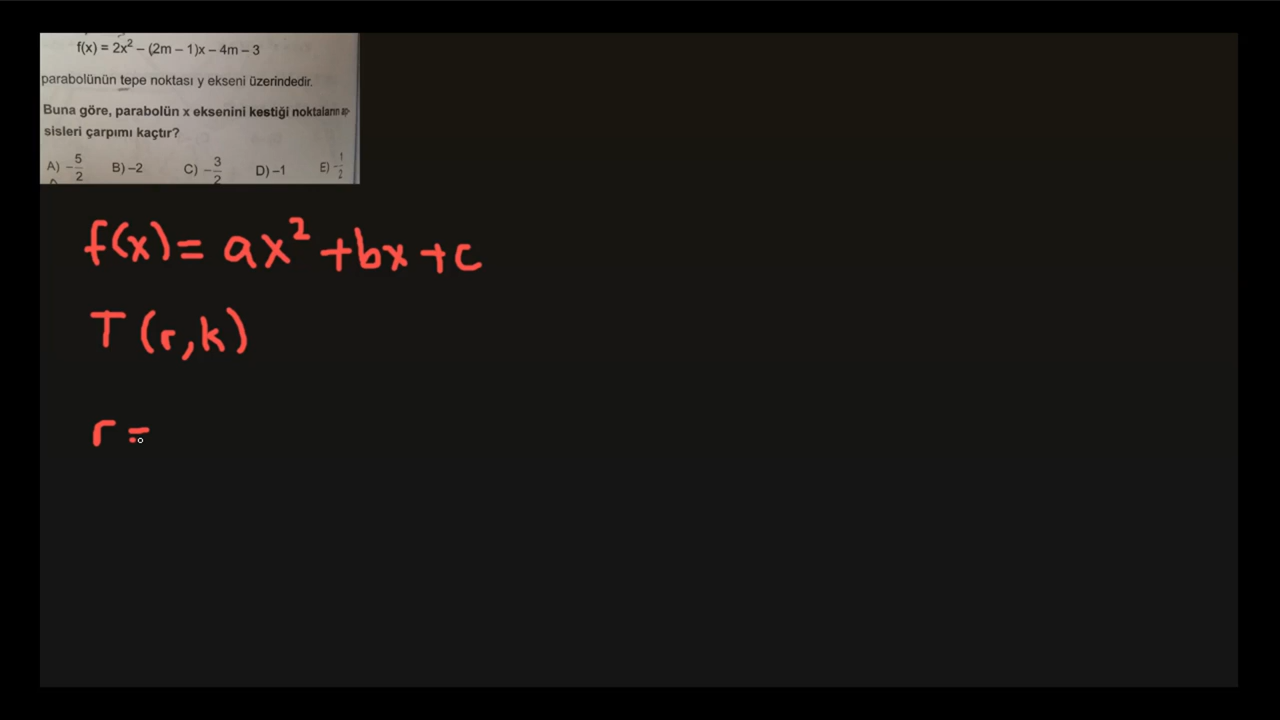 f(x) = 2x² − (2m − 1)x − 4m − 3
parabolünün tepe noktası y ekseni üzerindedir.
Buna göre, parabolün x eksenini kestiği noktaların ap-
sisleri çarpımı kaçtır?
A) −5/2 B) −2 C) −3/2 D) −1 E) −1/2
f(x) = ax² + bx + c
T(r,k)
r =